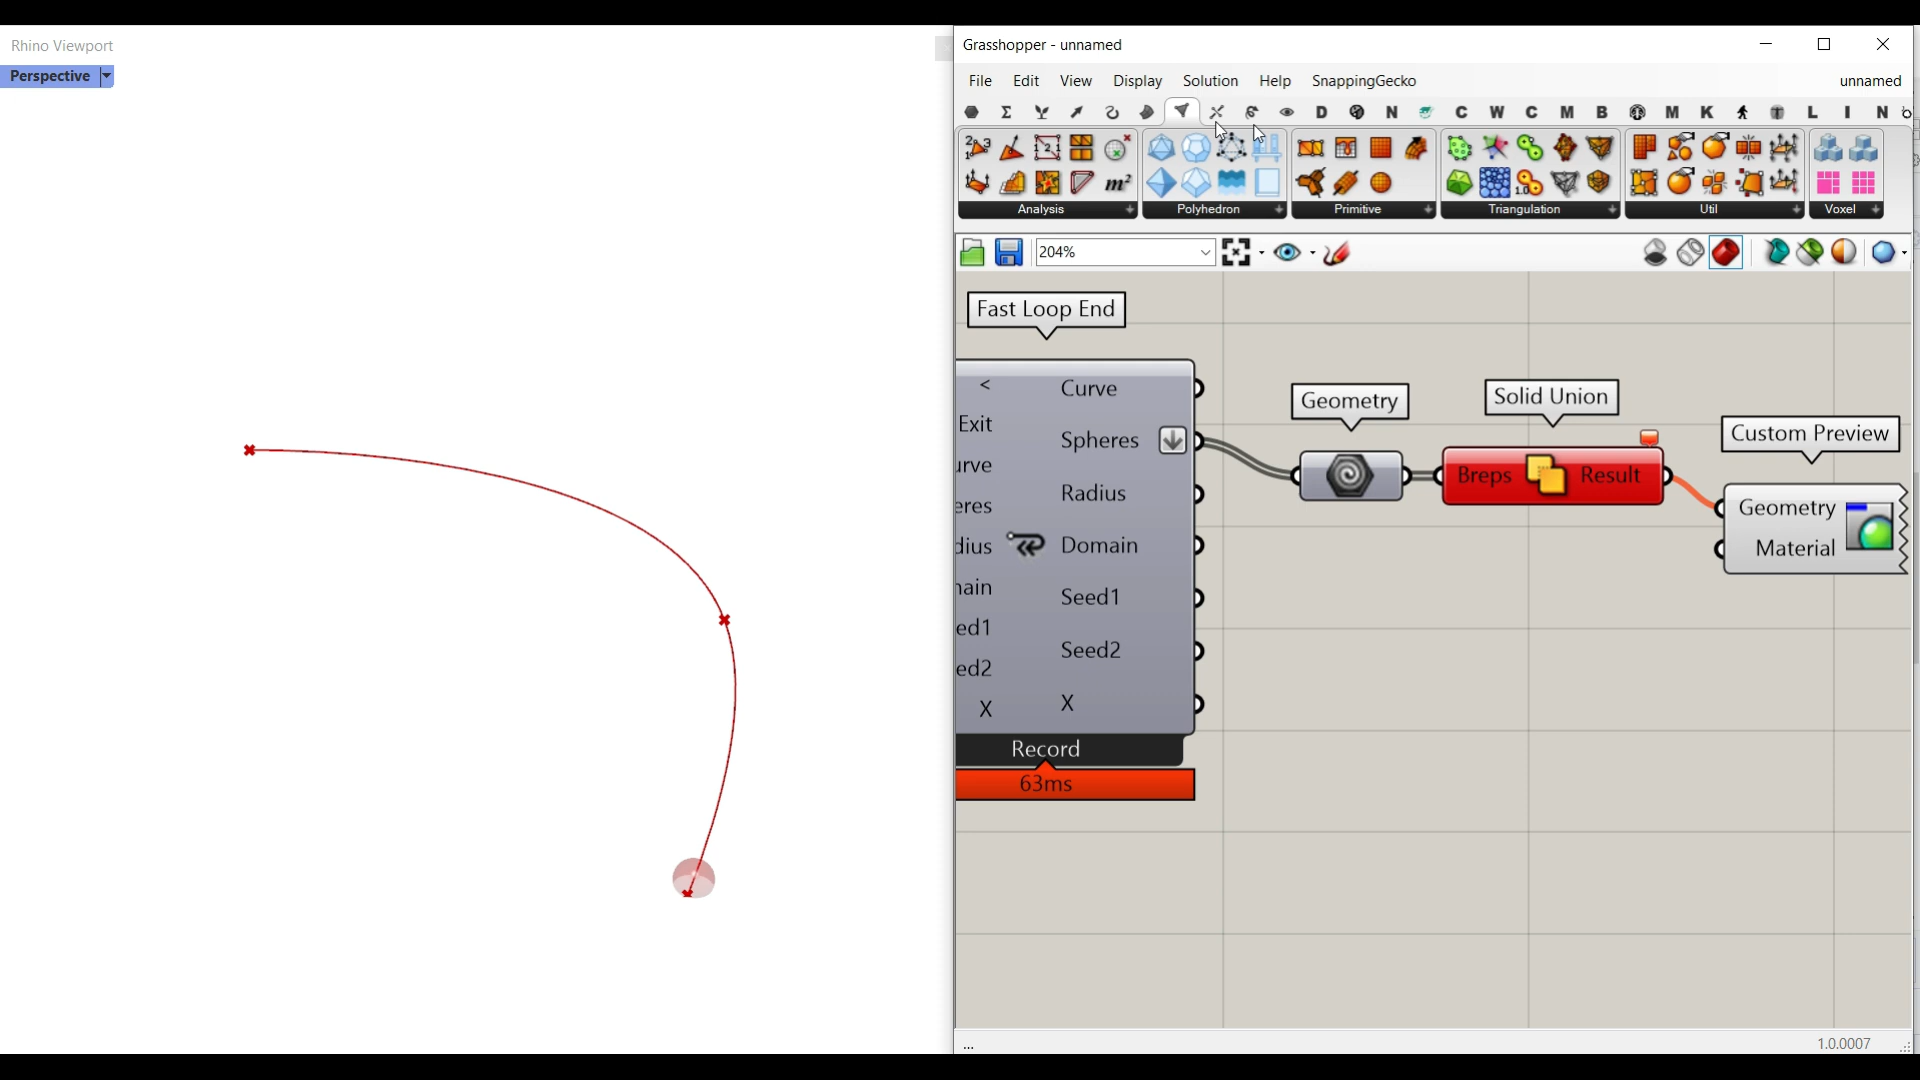 Rhino Viewport
Perspective
Grasshopper - unnamed
File Edit View Display Solution Help SnappingGecko unnamed
D N C W C M B M K L I N
Analysis Polyhedron Primitive Triangulation Util Voxel
204%
Fast Loop End
< Curve
Exit
Spheres
urve
Radius
eres
dius Domain
nain
Seed1
ed1
Seed2
ed2
X X
Record
63ms
Geometry
Solid Union
Breps Result
Custom Preview
Geometry
Material
...
1.0.0007